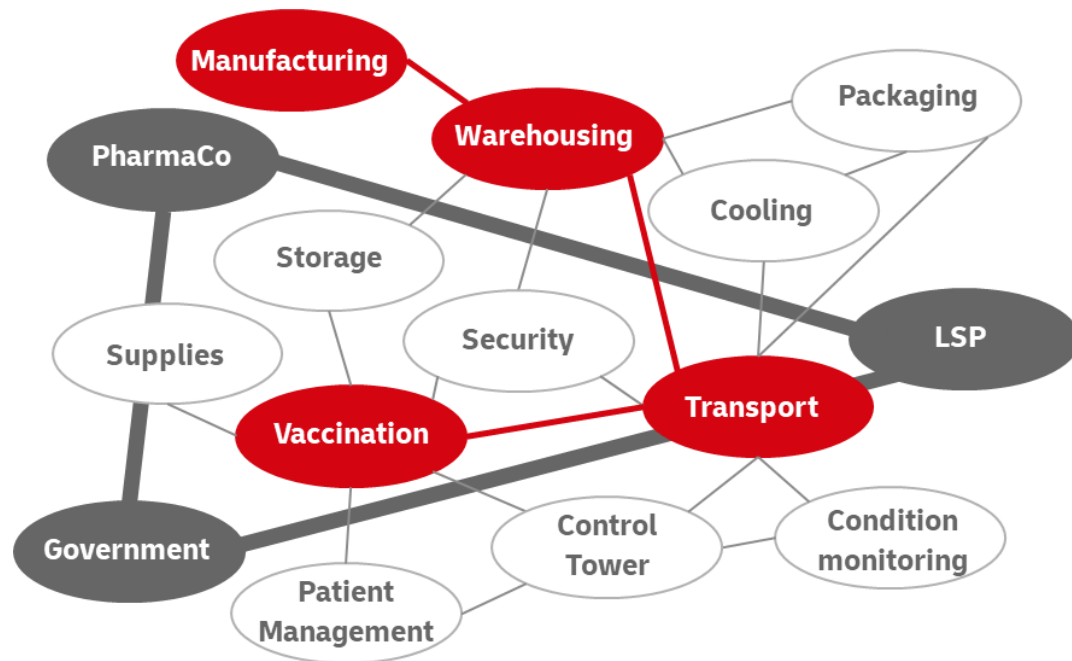 Manufacturing
Packaging
Warehousing
PharmaCo
Cooling
Storage
LSP
Security
Supplies
Transport
Vaccination
Government
Control
Tower
Condition
monitoring
Patient
Management